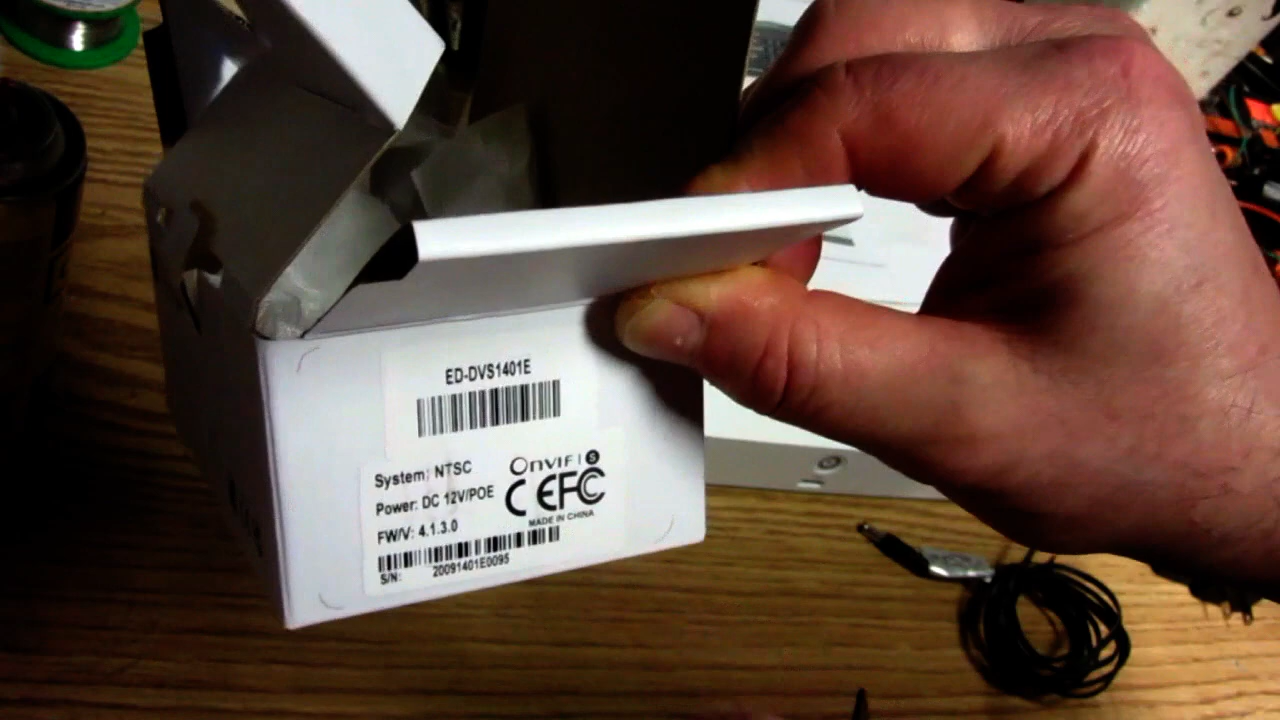 ED-DVS1401E
System: NTSC
Power: DC 12V/POE
FW/V: 4.1.3.0
ONVIF S
CE FC
MADE IN CHINA
S/N: 20091401E0095